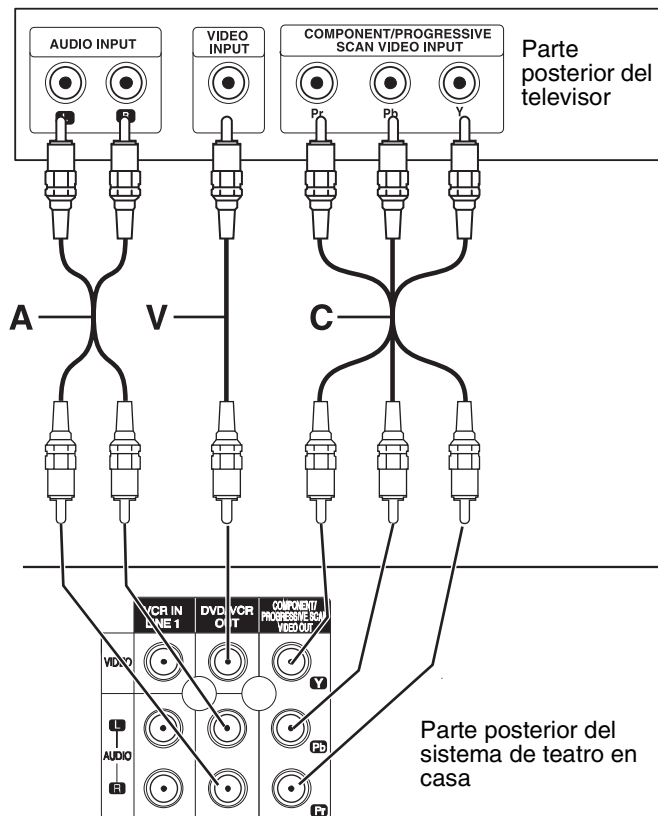 AUDIO INPUT
VIDEO
INPUT
COMPONENT/PROGRESSIVE
SCAN VIDEO INPUT
Parte
posterior del
televisor
L
R
Pr
Pb
Y
A
V
C
VCR IN
LINE 1
DVD/VCR
OUT
COMPONENT/
PROGRESSIVE SCAN
VIDEO OUT
VIDEO
Y
L
AUDIO
R
Pb
Pr
Parte posterior del
sistema de teatro en
casa